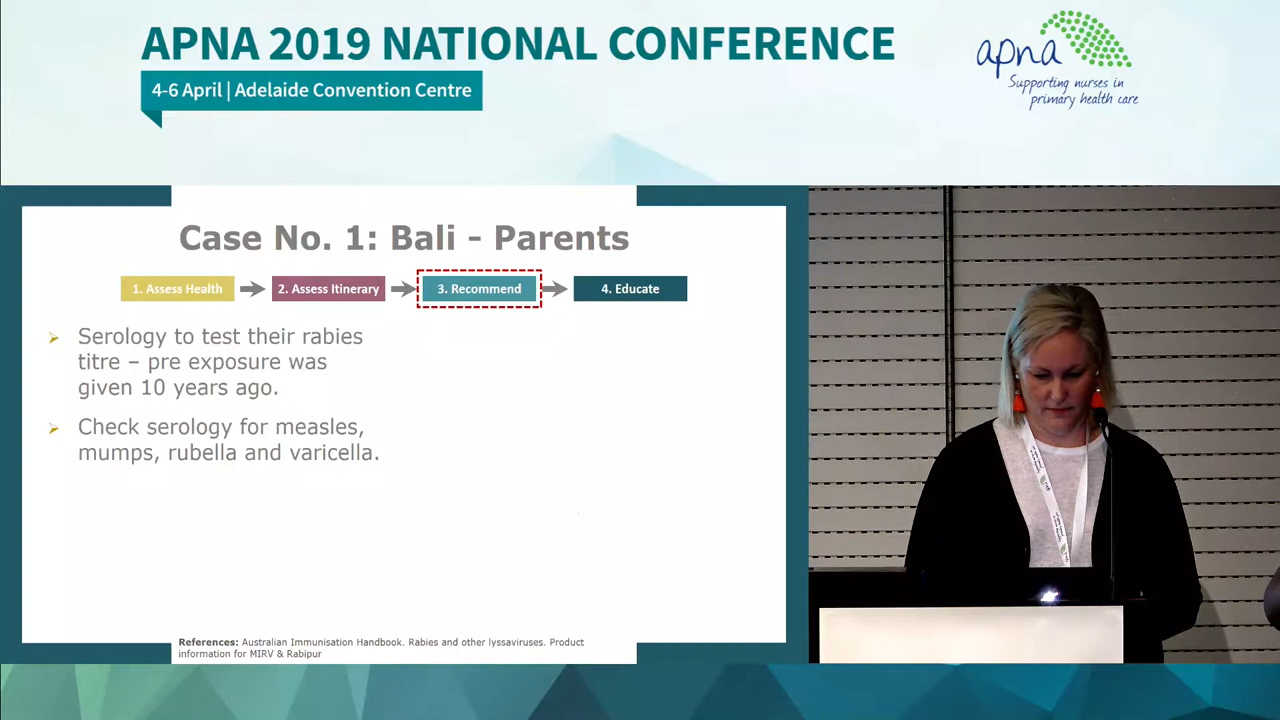 APNA 2019 NATIONAL CONFERENCE
4-6 April | Adelaide Convention Centre
apna
Supporting nurses in
primary health care
Case No. 1: Bali - Parents
1. Assess Health
2. Assess Itinerary
3. Recommend
4. Educate
➢ Serology to test their rabies
titre – pre exposure was
given 10 years ago.
➢ Check serology for measles,
mumps, rubella and varicella.
References: Australian Immunisation Handbook. Rabies and other lyssaviruses. Product
information for MIRV & Rabipur